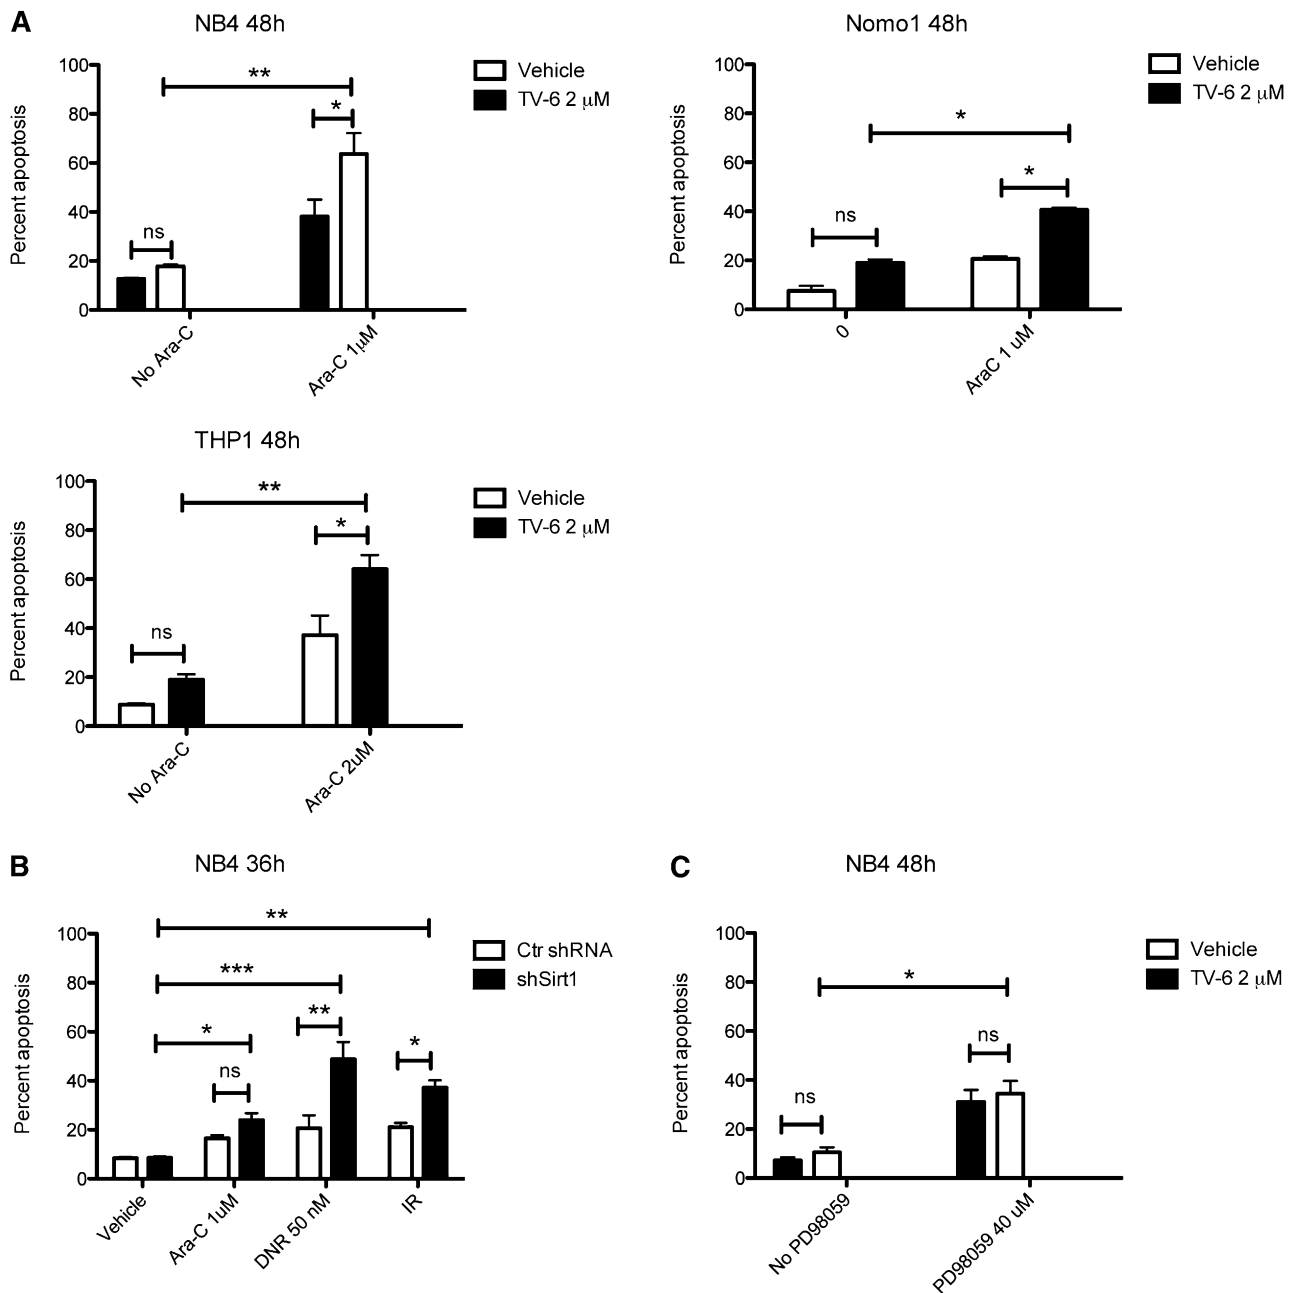 A
NB4 48h
Percent apoptosis
100
80
60
40
20
0
**
*
ns
Vehicle
TV-6 2 μM
No Ara-C
Ara-C 1μM
Nomo1 48h
Percent apoptosis
100
80
60
40
20
0
*
*
ns
Vehicle
TV-6 2 μM
0
AraC 1 uM
THP1 48h
Percent apoptosis
100
80
60
40
20
0
**
*
ns
Vehicle
TV-6 2 μM
No Ara-C
Ara-C 2uM
B
NB4 36h
Percent apoptosis
100
80
60
40
20
0
**
***
**
*
*
ns
Ctr shRNA
shSirt1
Vehicle
Ara-C 1uM
DNR 50 nM
IR
C
NB4 48h
Percent apoptosis
100
80
60
40
20
0
*
ns
ns
Vehicle
TV-6 2 μM
No PD98059
PD98059 40 uM